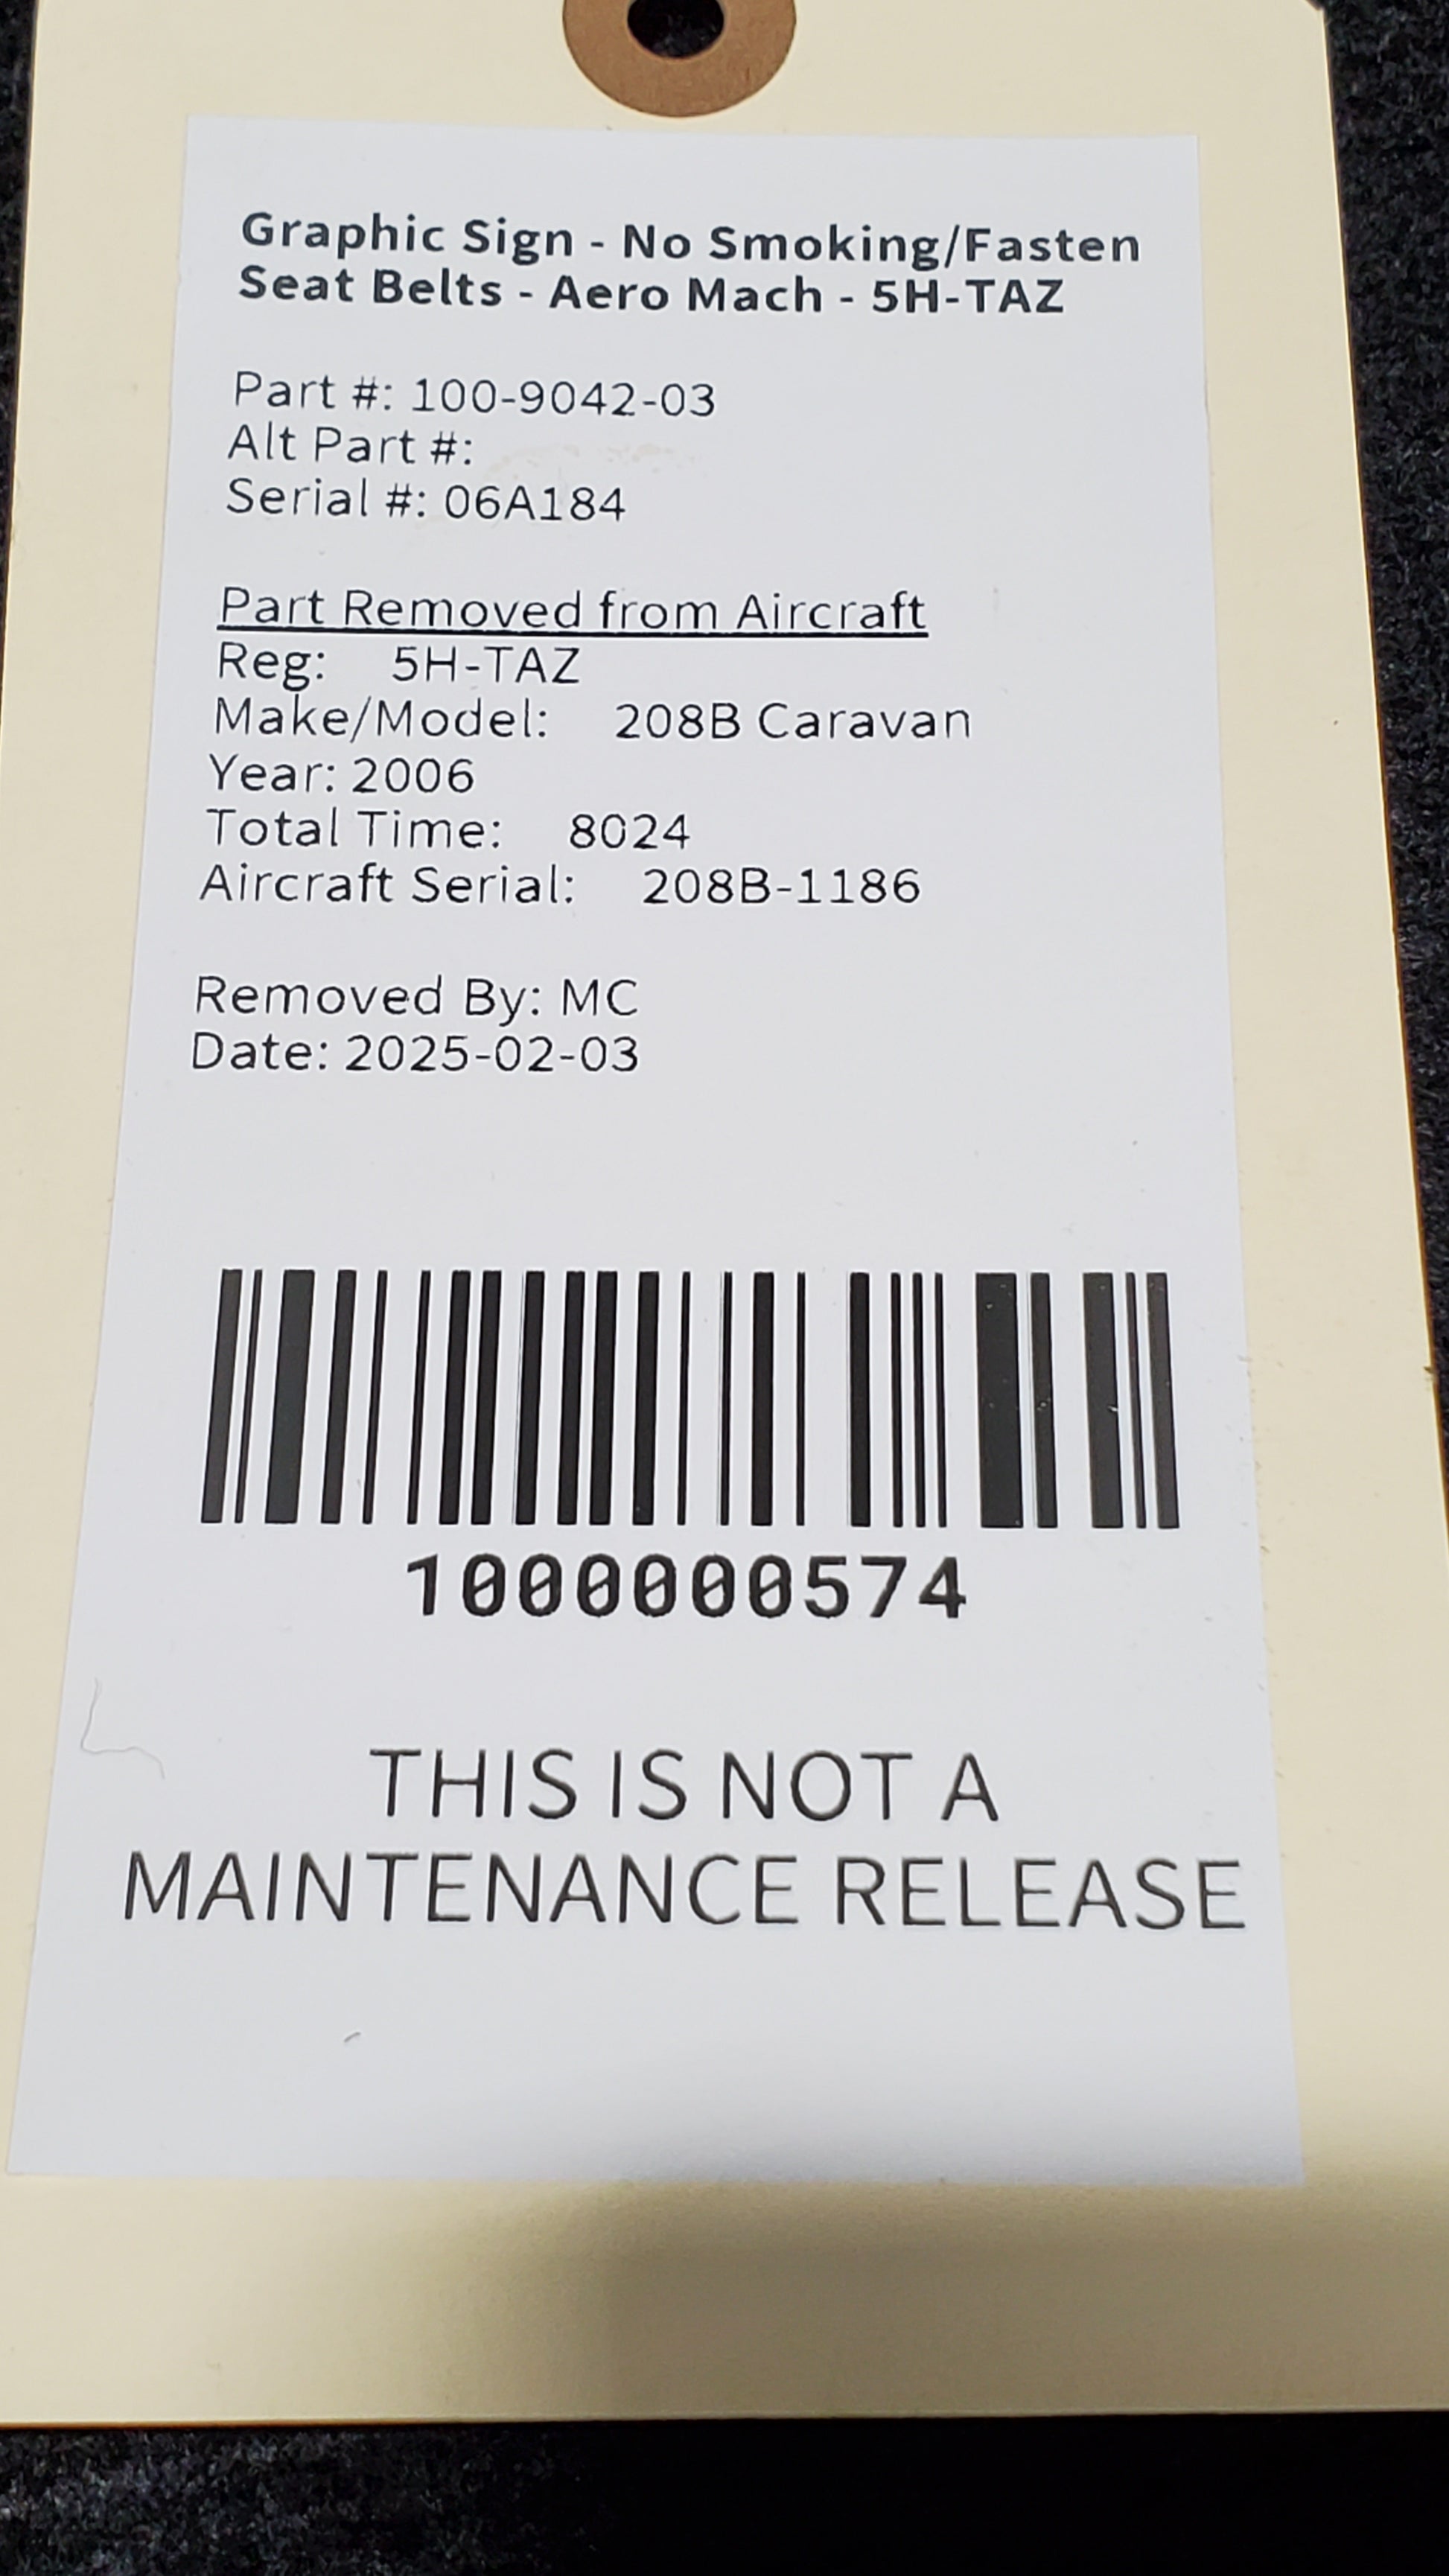 Graphic Sign - No Smoking/Fasten
Seat Belts - Aero Mach - 5H-TAZ
Part #: 100-9042-03
Alt Part #:
Serial #: 06A184
Part Removed from Aircraft
Reg: 5H-TAZ
Make/Model: 208B Caravan
Year: 2006
Total Time: 8024
Aircraft Serial: 208B-1186
Removed By: MC
Date: 2025-02-03
1000000574
THIS IS NOT A
MAINTENANCE RELEASE